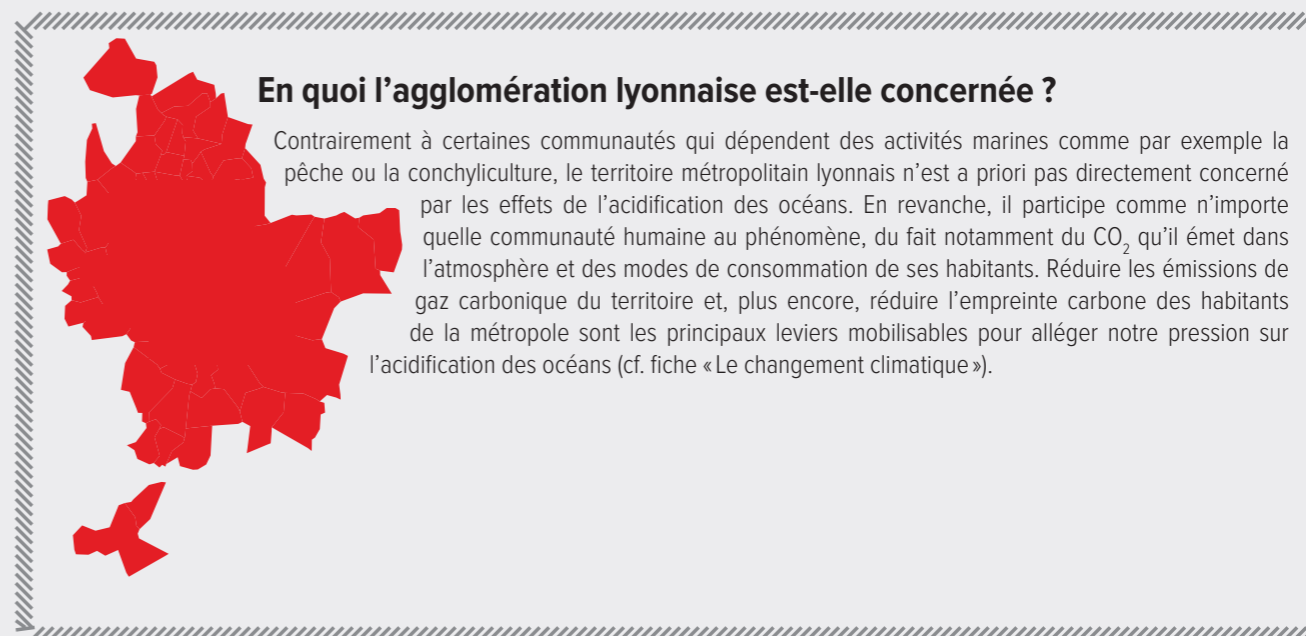 En quoi l’agglomération lyonnaise est-elle concernée ?
Contrairement à certaines communautés qui dépendent des activités marines comme par exemple la
pêche ou la conchyliculture, le territoire métropolitain lyonnais n’est a priori pas directement concerné
par les effets de l’acidification des océans. En revanche, il participe comme n’importe
quelle communauté humaine au phénomène, du fait notamment du CO₂ qu’il émet dans
l’atmosphère et des modes de consommation de ses habitants. Réduire les émissions de
gaz carbonique du territoire et, plus encore, réduire l’empreinte carbone des habitants
de la métropole sont les principaux leviers mobilisables pour alléger notre pression sur
l’acidification des océans (cf. fiche « Le changement climatique »).